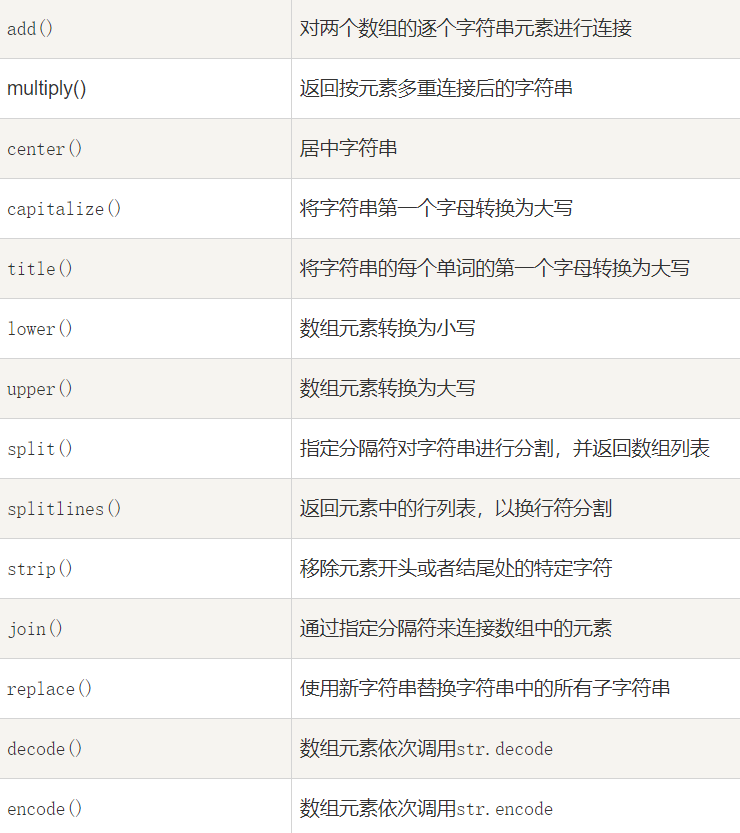 add() 对两个数组的逐个字符串元素进行连接
multiply() 返回按元素多重连接后的字符串
center() 居中字符串
capitalize() 将字符串第一个字母转换为大写
title() 将字符串的每个单词的第一个字母转换为大写
lower() 数组元素转换为小写
upper() 数组元素转换为大写
split() 指定分隔符对字符串进行分割，并返回数组列表
splitlines() 返回元素中的行列表，以换行符分割
strip() 移除元素开头或者结尾处的特定字符
join() 通过指定分隔符来连接数组中的元素
replace() 使用新字符串替换字符串中的所有子字符串
decode() 数组元素依次调用str.decode
encode() 数组元素依次调用str.encode